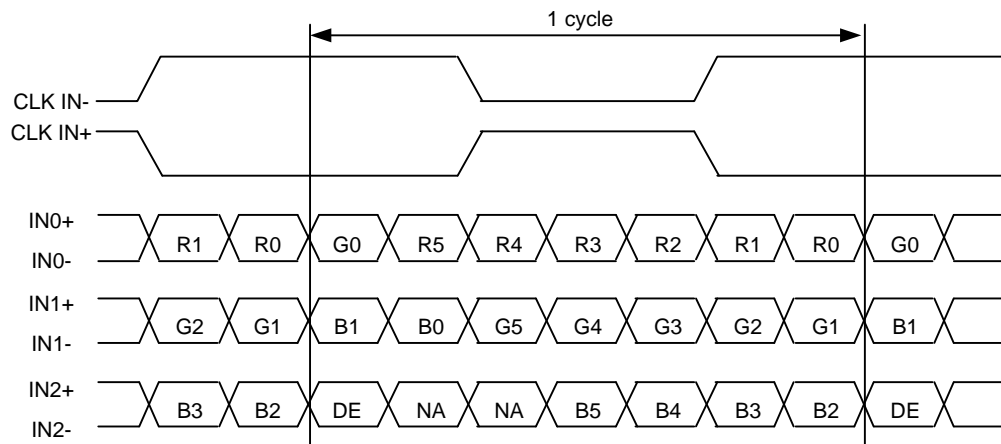 1 cycle
CLK IN-
CLK IN+
IN0+
R1 R0 G0 R5 R4 R3 R2 R1 R0 G0
IN0-
IN1+
G2 G1 B1 B0 G5 G4 G3 G2 G1 B1
IN1-
IN2+
B3 B2 DE NA NA B5 B4 B3 B2 DE
IN2-